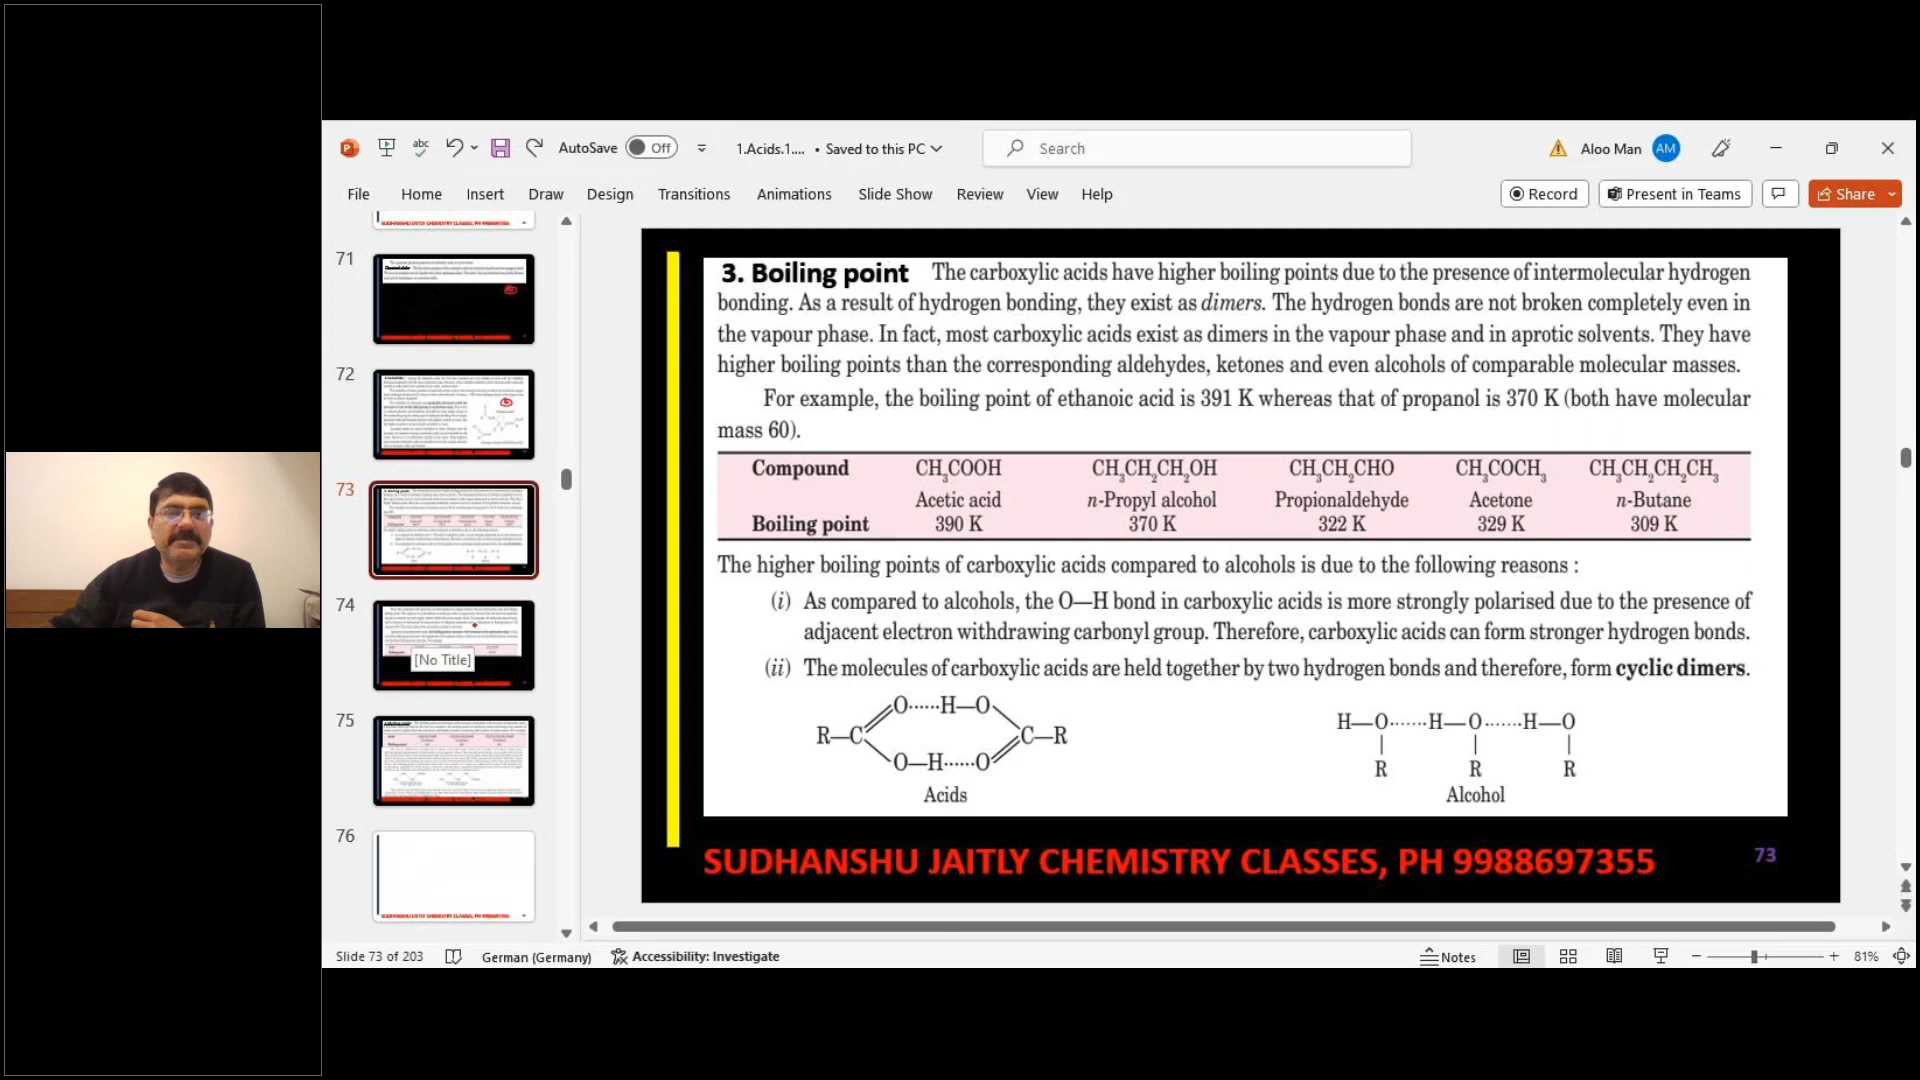 AutoSave Off 1.Acids.1.... • Saved to this PC Search Aloo Man AM
File Home Insert Draw Design Transitions Animations Slide Show Review View Help Record Present in Teams Share
71
72
73
74
[No Title]
75
76
SUDHANSHU JAITLY CHEMISTRY CLASSES, PH 9988697355
3. Boiling point The carboxylic acids have higher boiling points due to the presence of intermolecular hydrogen
bonding. As a result of hydrogen bonding, they exist as dimers. The hydrogen bonds are not broken completely even in
the vapour phase. In fact, most carboxylic acids exist as dimers in the vapour phase and in aprotic solvents. They have
higher boiling points than the corresponding aldehydes, ketones and even alcohols of comparable molecular masses.
For example, the boiling point of ethanoic acid is 391 K whereas that of propanol is 370 K (both have molecular
mass 60).
Compound CH3COOH CH3CH2CH2OH CH3CH2CHO CH3COCH3 CH3CH2CH2CH3
Acetic acid n-Propyl alcohol Propionaldehyde Acetone n-Butane
Boiling point 390 K 370 K 322 K 329 K 309 K
The higher boiling points of carboxylic acids compared to alcohols is due to the following reasons :
(i) As compared to alcohols, the O—H bond in carboxylic acids is more strongly polarised due to the presence of
adjacent electron withdrawing carbonyl group. Therefore, carboxylic acids can form stronger hydrogen bonds.
(ii) The molecules of carboxylic acids are held together by two hydrogen bonds and therefore, form cyclic dimers.
O······H—O
R—C C—R
O—H······O
Acids
H—O·······H—O·······H—O
R R R
Alcohol
SUDHANSHU JAITLY CHEMISTRY CLASSES, PH 9988697355 73
Slide 73 of 203 German (Germany) Accessibility: Investigate Notes 81%